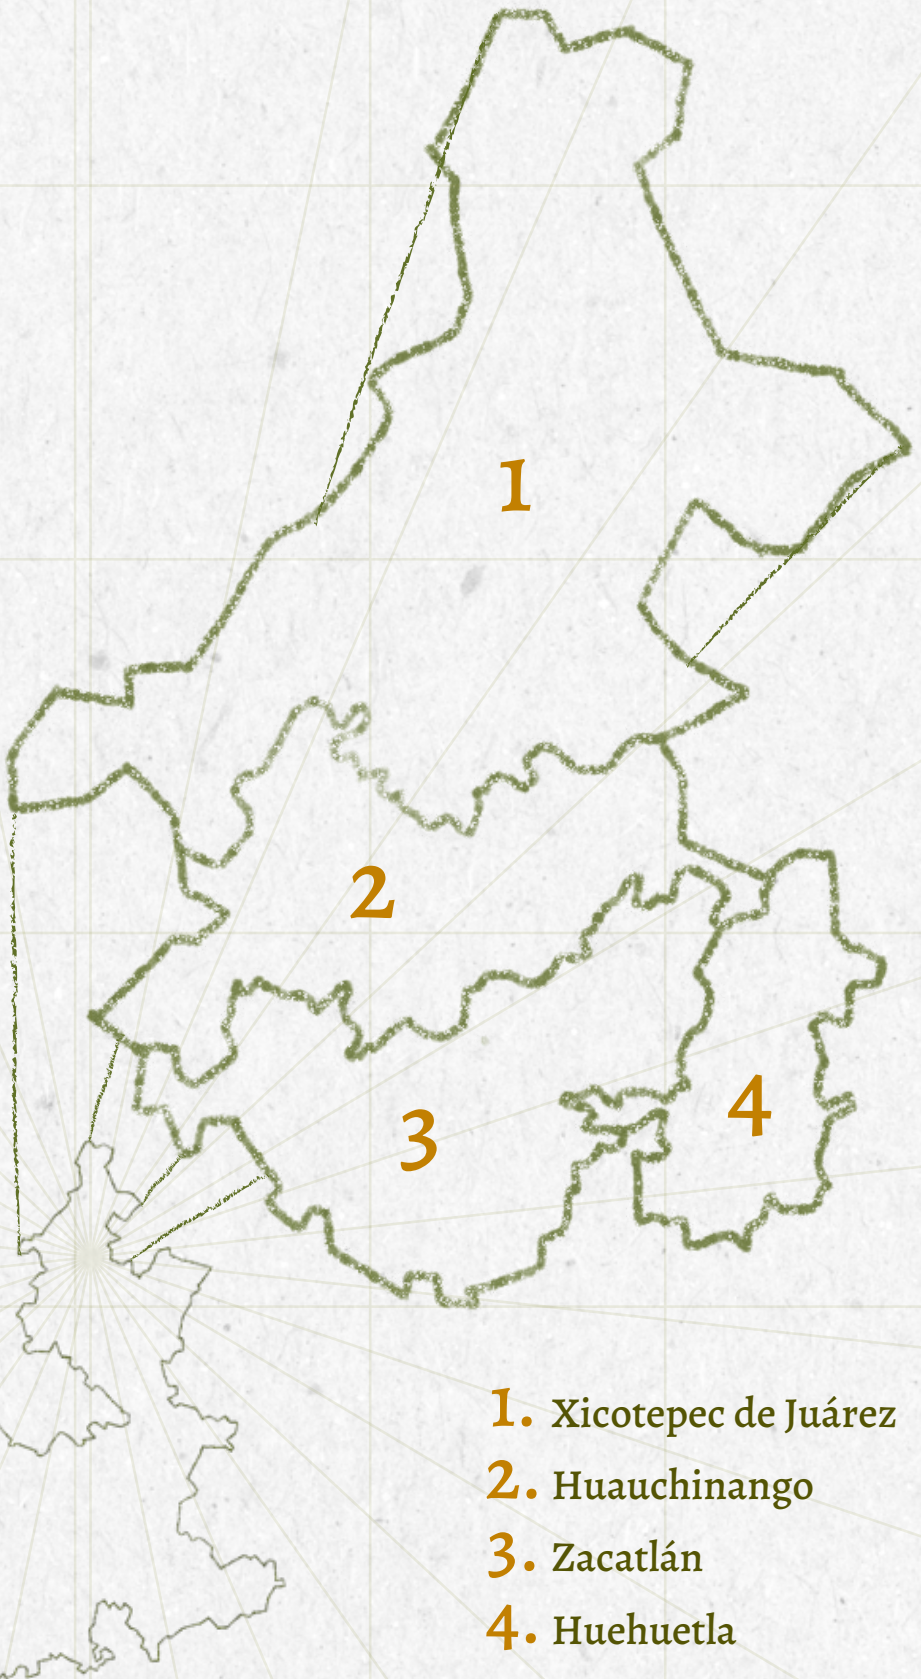 1
2
3
4
1. Xicotepec de Juárez
2. Huauchinango
3. Zacatlán
4. Huehuetla